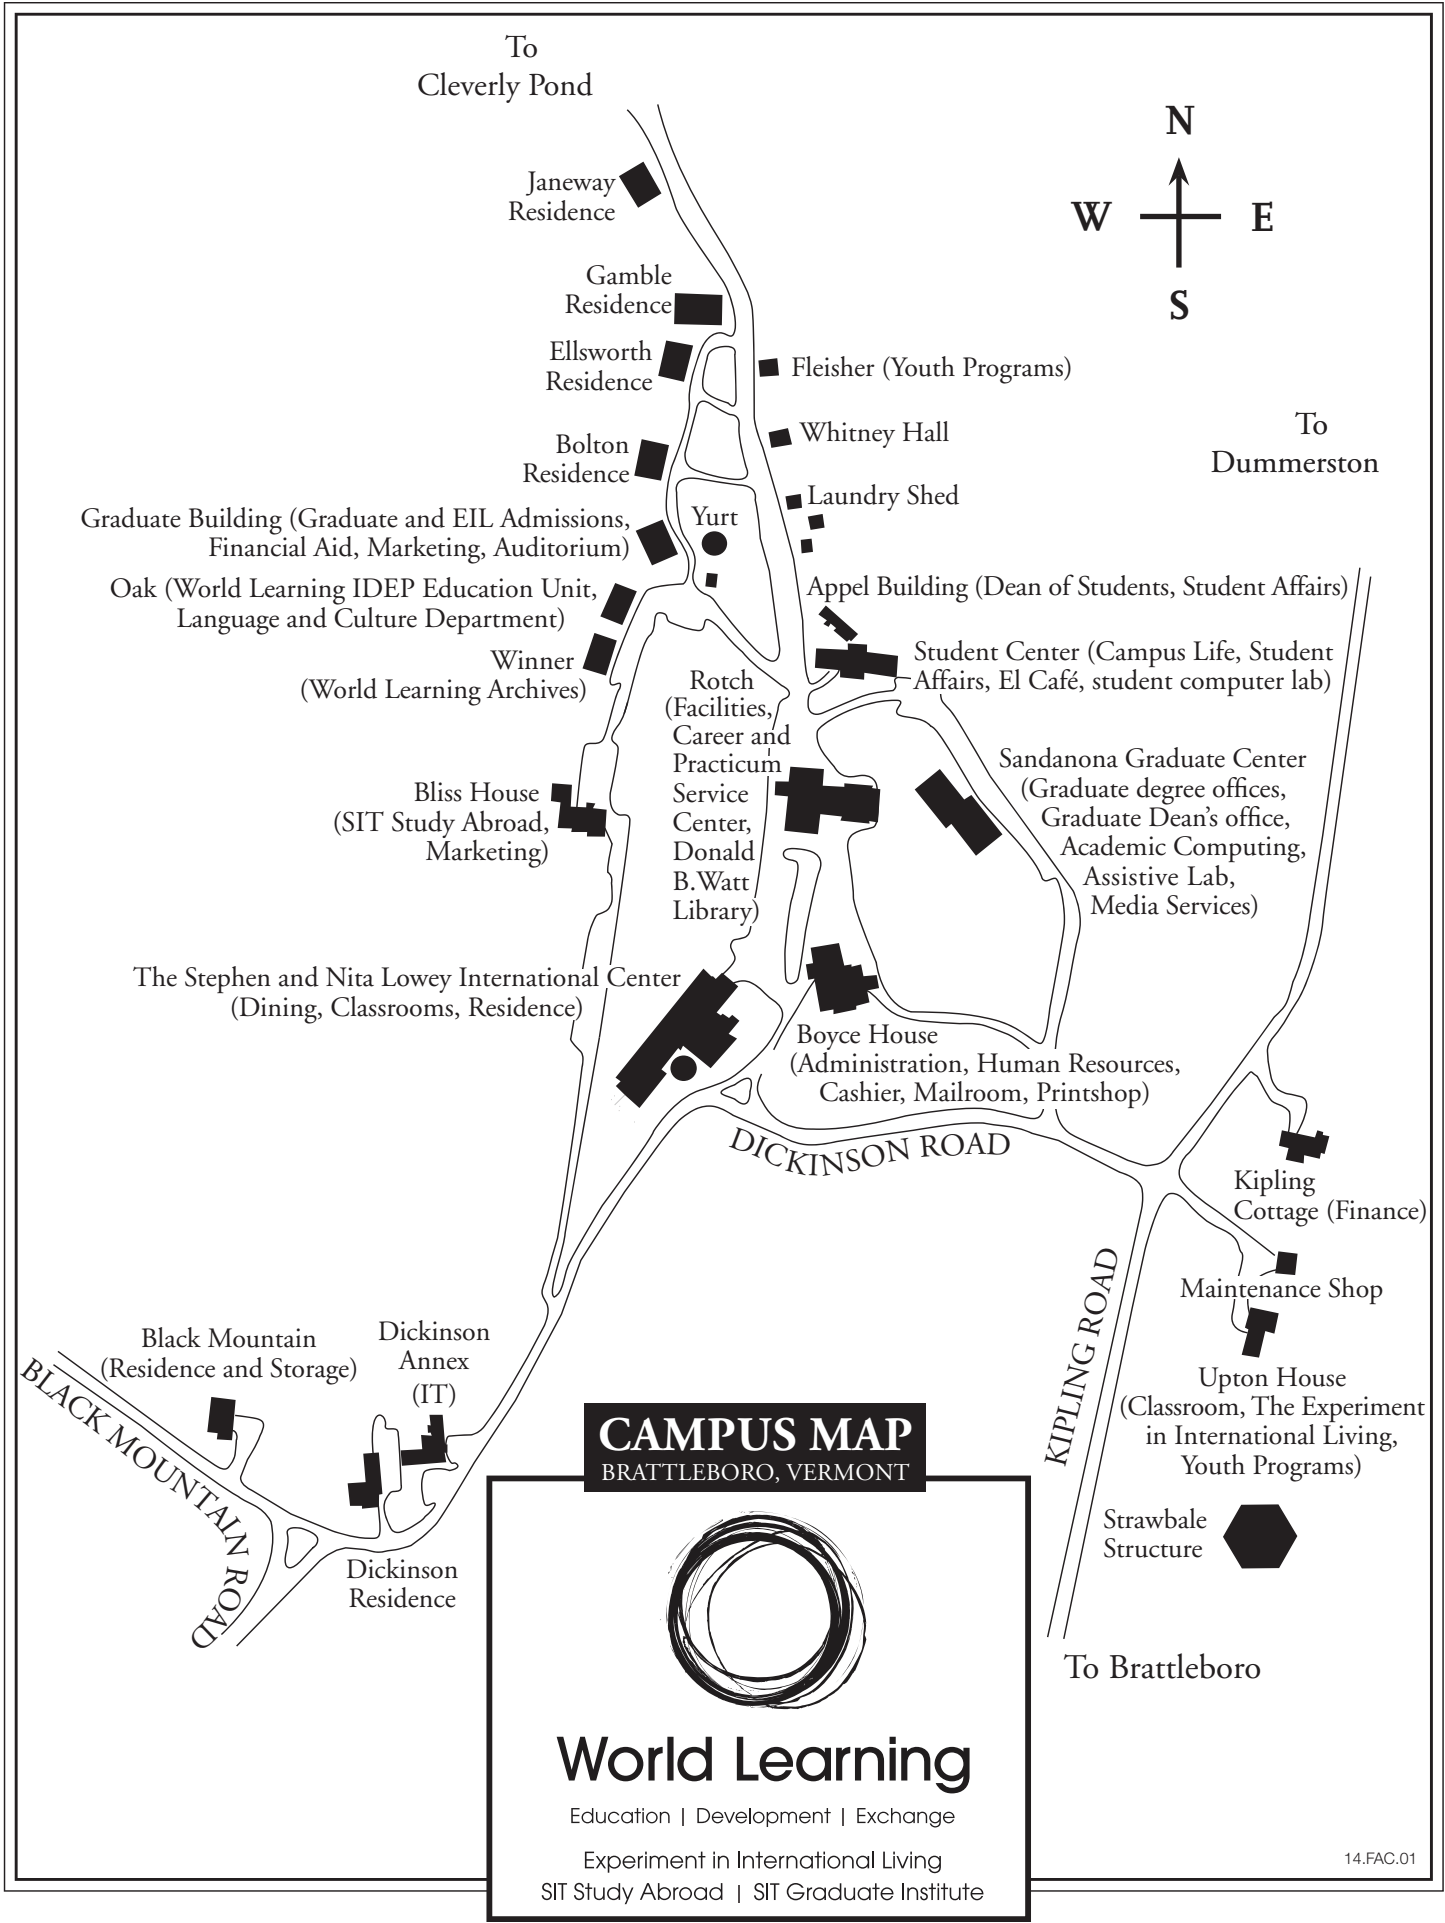 To
Cleverly Pond
N
W E
S
Janeway
Residence
Gamble
Residence
Ellsworth
Residence
Fleisher (Youth Programs)
Whitney Hall
To
Dummerston
Bolton
Residence
Laundry Shed
Graduate Building (Graduate and EIL Admissions,
Financial Aid, Marketing, Auditorium)
Yurt
Oak (World Learning IDEP Education Unit,
Language and Culture Department)
Appel Building (Dean of Students, Student Affairs)
Winner
(World Learning Archives)
Student Center (Campus Life, Student
Affairs, El Café, student computer lab)
Rotch
(Facilities,
Career and
Practicum
Service
Center,
Donald
B.Watt
Library)
Sandanona Graduate Center
(Graduate degree offices,
Graduate Dean's office,
Academic Computing,
Assistive Lab,
Media Services)
Bliss House
(SIT Study Abroad,
Marketing)
The Stephen and Nita Lowey International Center
(Dining, Classrooms, Residence)
Boyce House
(Administration, Human Resources,
Cashier, Mailroom, Printshop)
DICKINSON ROAD
Kipling
Cottage (Finance)
KIPLING ROAD
Maintenance Shop
Upton House
(Classroom, The Experiment
in International Living,
Youth Programs)
Strawbale
Structure
Black Mountain
(Residence and Storage)
Dickinson
Annex
(IT)
BLACK MOUNTAIN ROAD
Dickinson
Residence
To Brattleboro
CAMPUS MAP
BRATTLEBORO, VERMONT
World Learning
Education | Development | Exchange
Experiment in International Living
SIT Study Abroad | SIT Graduate Institute
14.FAC.01